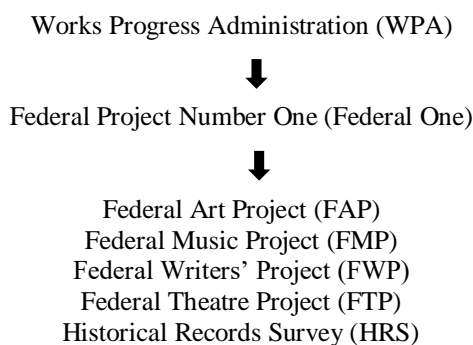 Works Progress Administration (WPA)
Federal Project Number One (Federal One)
Federal Art Project (FAP)
Federal Music Project (FMP)
Federal Writers’ Project (FWP)
Federal Theatre Project (FTP)
Historical Records Survey (HRS)